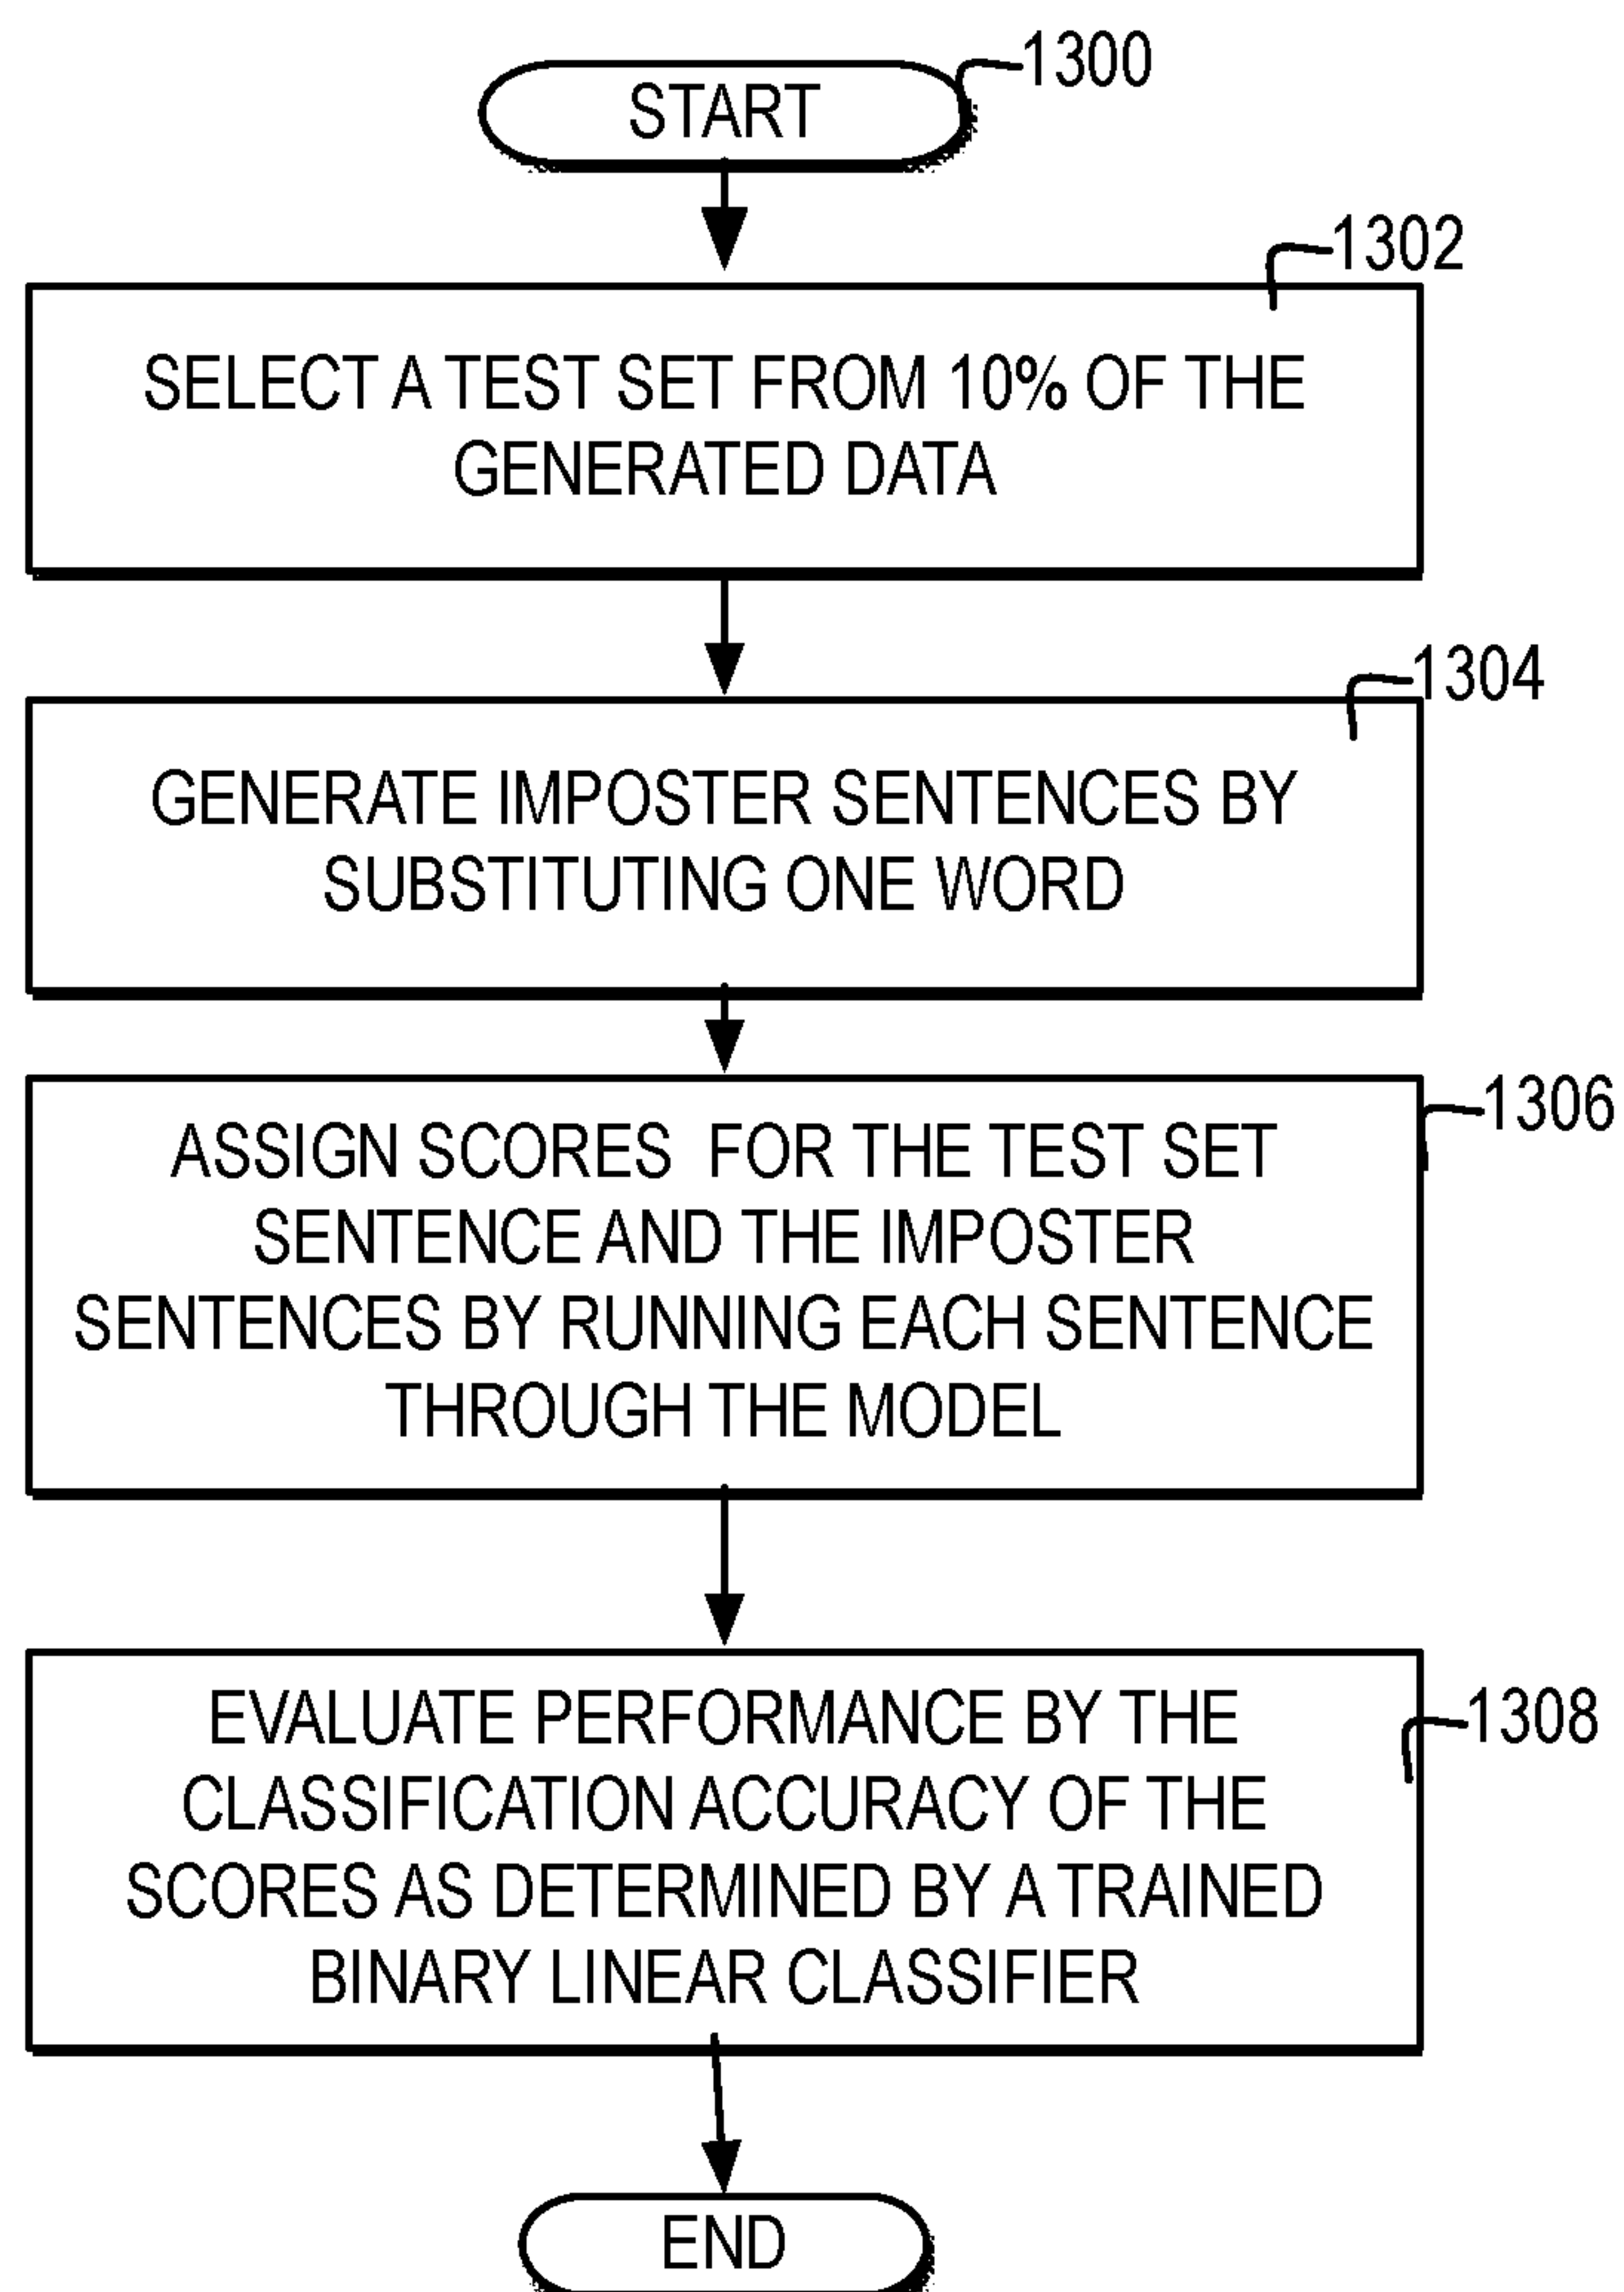 1300
START
1302
SELECT A TEST SET FROM 10% OF THE
GENERATED DATA
1304
GENERATE IMPOSTER SENTENCES BY
SUBSTITUTING ONE WORD
1306
ASSIGN SCORES FOR THE TEST SET
SENTENCE AND THE IMPOSTER
SENTENCES BY RUNNING EACH SENTENCE
THROUGH THE MODEL
1308
EVALUATE PERFORMANCE BY THE
CLASSIFICATION ACCURACY OF THE
SCORES AS DETERMINED BY A TRAINED
BINARY LINEAR CLASSIFIER
END